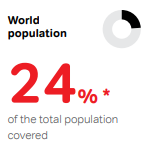 World
population
24% *
of the total population
covered